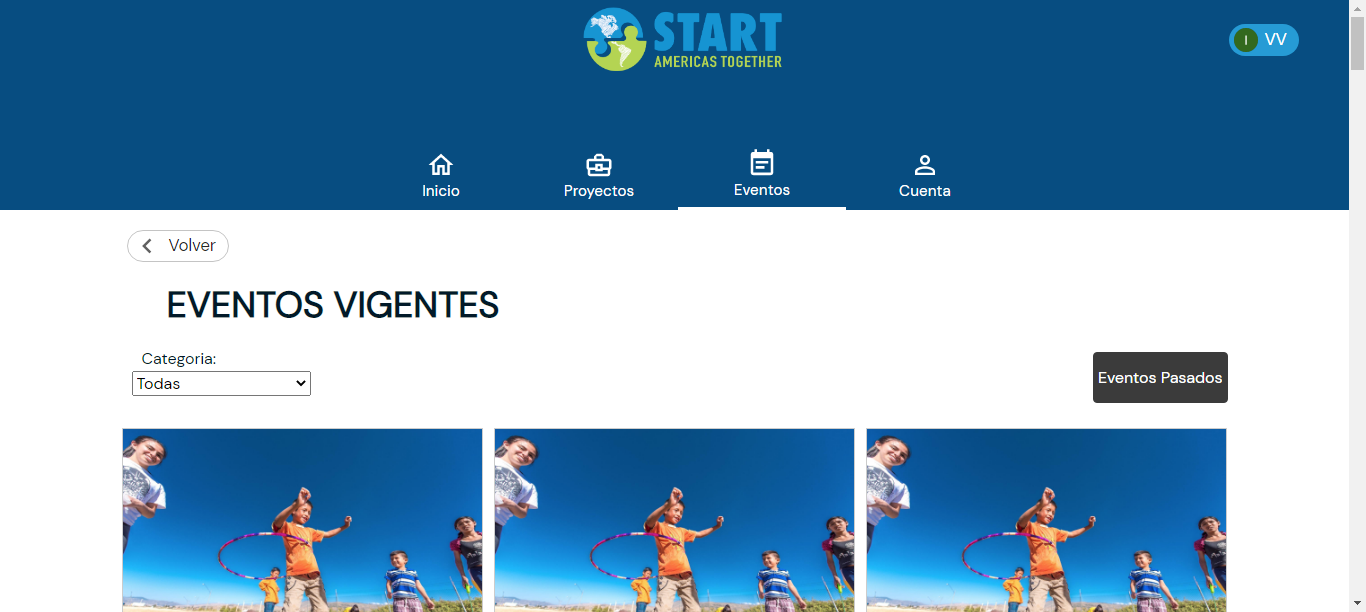 START
AMERICAS TOGETHER
I VV
Inicio
Proyectos
Eventos
Cuenta
Volver
EVENTOS VIGENTES
Categoria:
Todas
Eventos Pasados